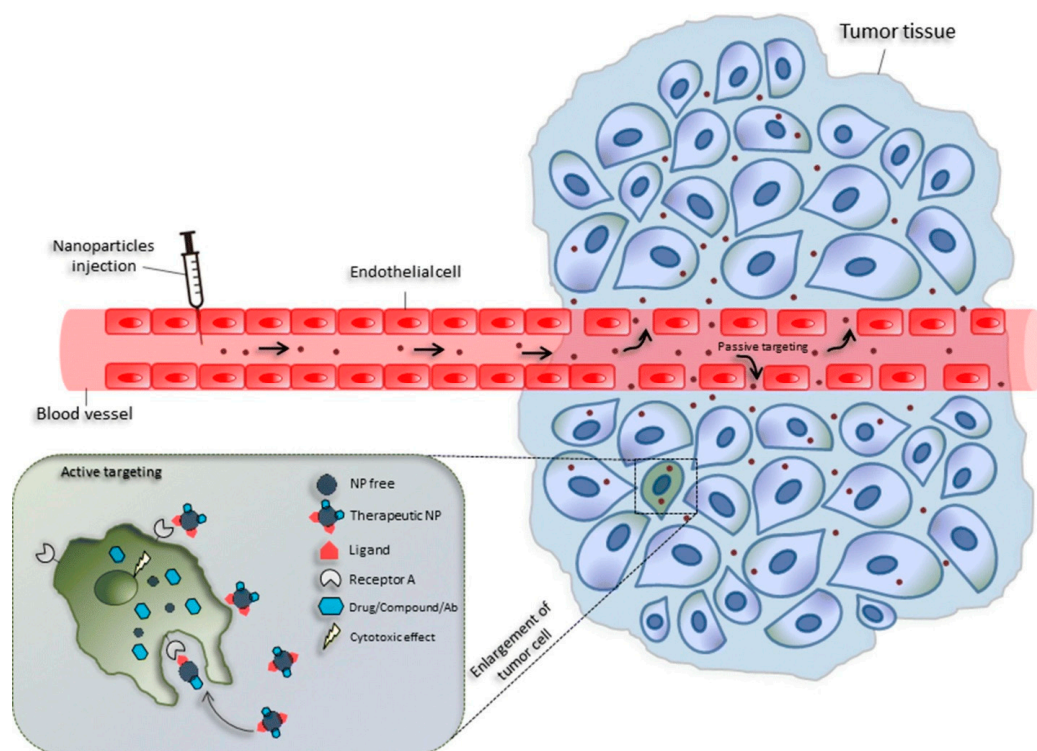 Tumor tissue
Nanoparticles
injection
Endothelial cell
Passive targeting
Blood vessel
Active targeting
NP free
Therapeutic NP
Ligand
Receptor A
Drug/Compound/Ab
Cytotoxic effect
Enlargement of
tumor cell